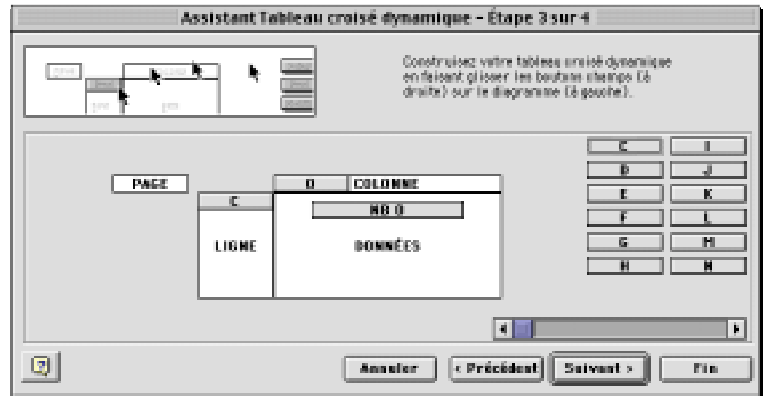 Assistant Tableau croisé dynamique – Étape 3 sur 4
Construisez votre tableau croisé dynamique
en faisant glisser les boutons champs (à
droite) sur le diagramme (à gauche).
PAGE
O COLONNE
C
NB O
LIGNE
DONNÉES
C I
D J
E K
F L
G M
H N
Annuler
< Précédent
Suivant >
Fin